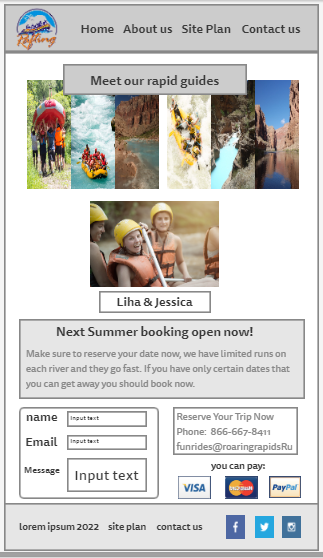 Rafting
Home About us Site Plan Contact us
Meet our rapid guides
Liha & Jessica
Next Summer booking open now!
Make sure to reserve your date now, we have limited runs on
each river and they go fast. If you have only certain dates that
you can get away you should book now.
name Input text
Email Input text
Message Input text
Reserve Your Trip Now
Phone: 866-667-8411
funrides@roaringrapidsRu
you can pay:
VISA MasterCard PayPal
lorem ipsum 2022 site plan contact us